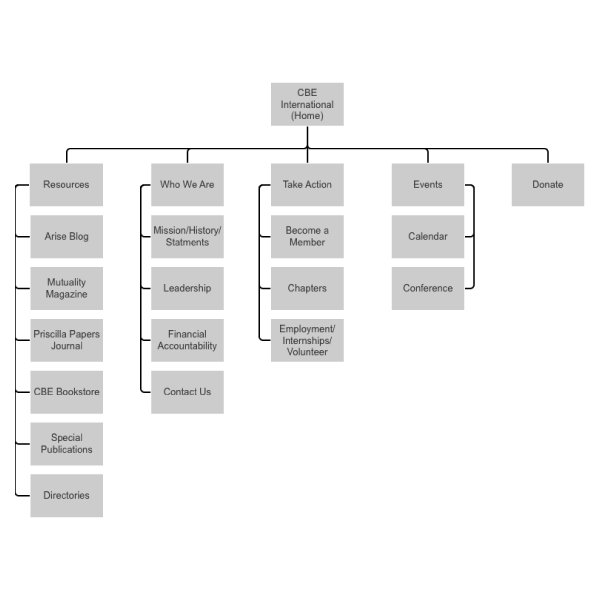 CBE
International
(Home)
Resources
Who We Are
Take Action
Events
Donate
Arise Blog
Mission/History/
Statments
Become a
Member
Calendar
Mutuality
Magazine
Leadership
Chapters
Conference
Priscilla Papers
Journal
Financial
Accountability
Employment/
Internships/
Volunteer
CBE Bookstore
Contact Us
Special
Publications
Directories